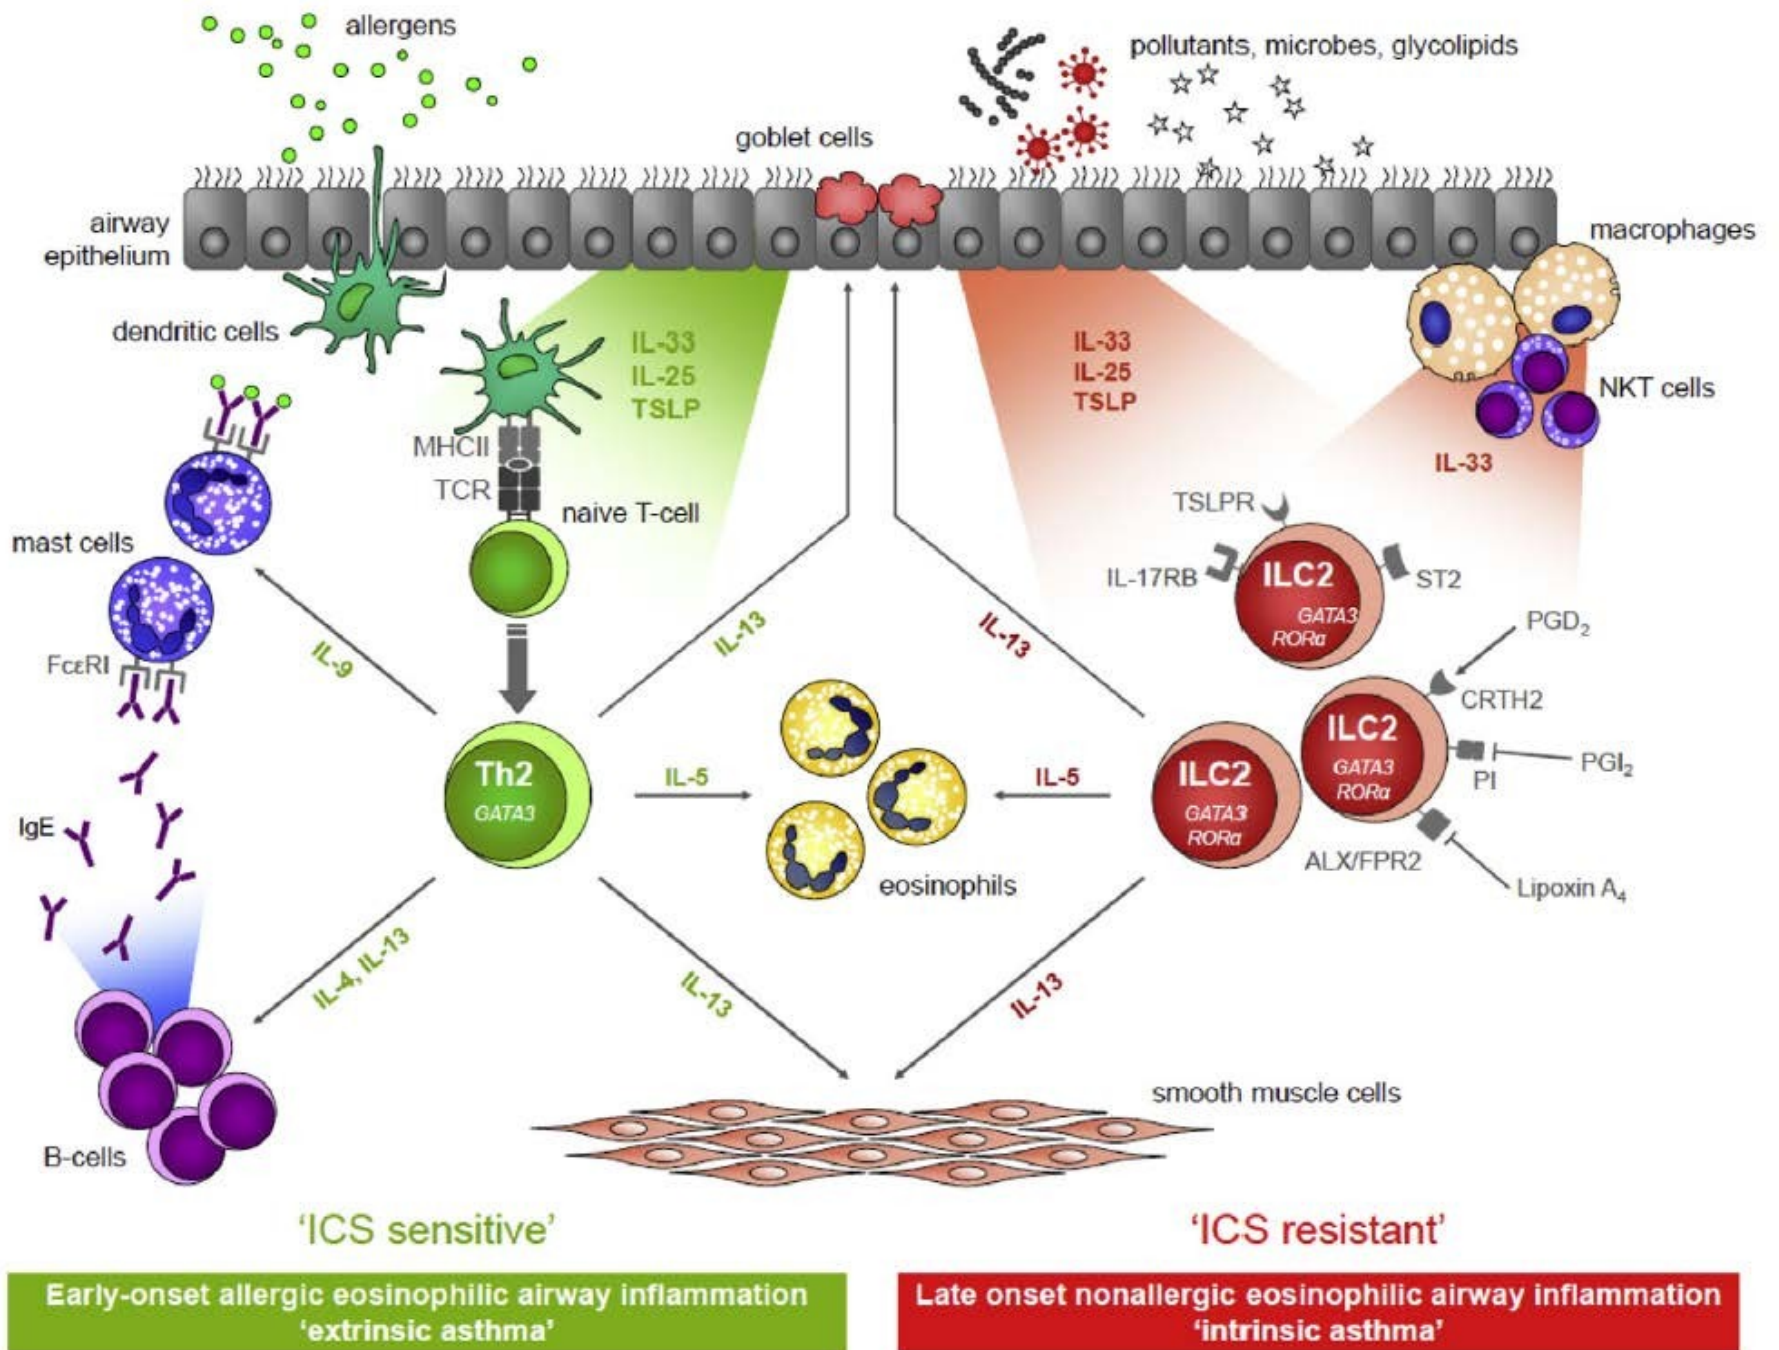 allergens
pollutants, microbes, glycolipids
goblet cells
airway
epithelium
macrophages
dendritic cells
IL-33
IL-25
TSLP
IL-33
IL-25
TSLP
NKT cells
MHCII
TCR
IL-33
naive T-cell
TSLPR
mast cells
IL-17RB
ILC2
GATA3
RORα
ST2
PGD2
FcεRI
IL-9
IL-13
IL-13
CRTH2
ILC2
GATA3
RORα
PGI2
PI
Th2
GATA3
IL-5
IL-5
ILC2
GATA3
RORα
IgE
ALX/FPR2
eosinophils
Lipoxin A4
IL-4, IL-13
IL-13
IL-13
smooth muscle cells
B-cells
‘ICS sensitive’
‘ICS resistant’
Early-onset allergic eosinophilic airway inflammation
‘extrinsic asthma’
Late onset nonallergic eosinophilic airway inflammation
‘intrinsic asthma’